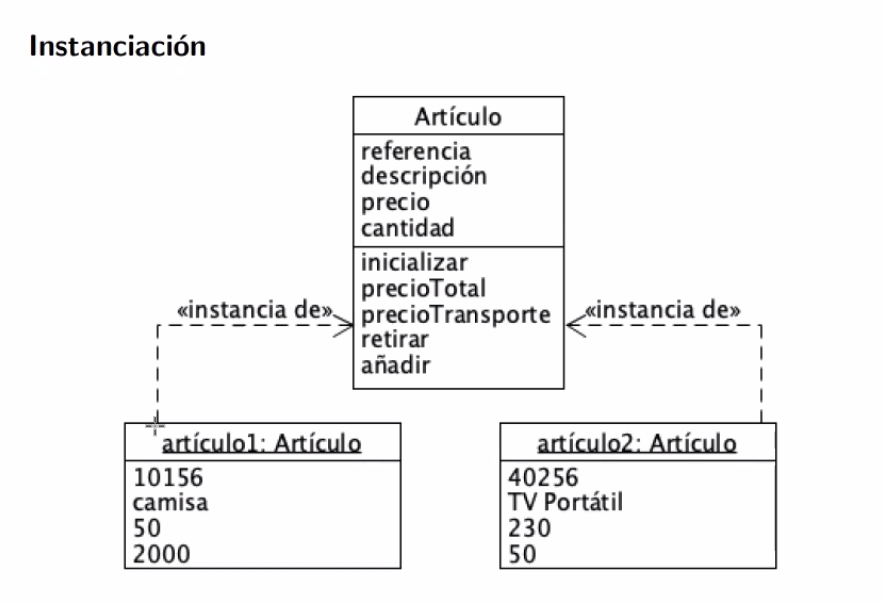 Instanciación
Artículo
referencia
descripción
precio
cantidad
inicializar
precioTotal
precioTransporte
retirar
añadir
«instancia de»
«instancia de»
artículo1: Artículo
10156
camisa
50
2000
artículo2: Artículo
40256
TV Portátil
230
50